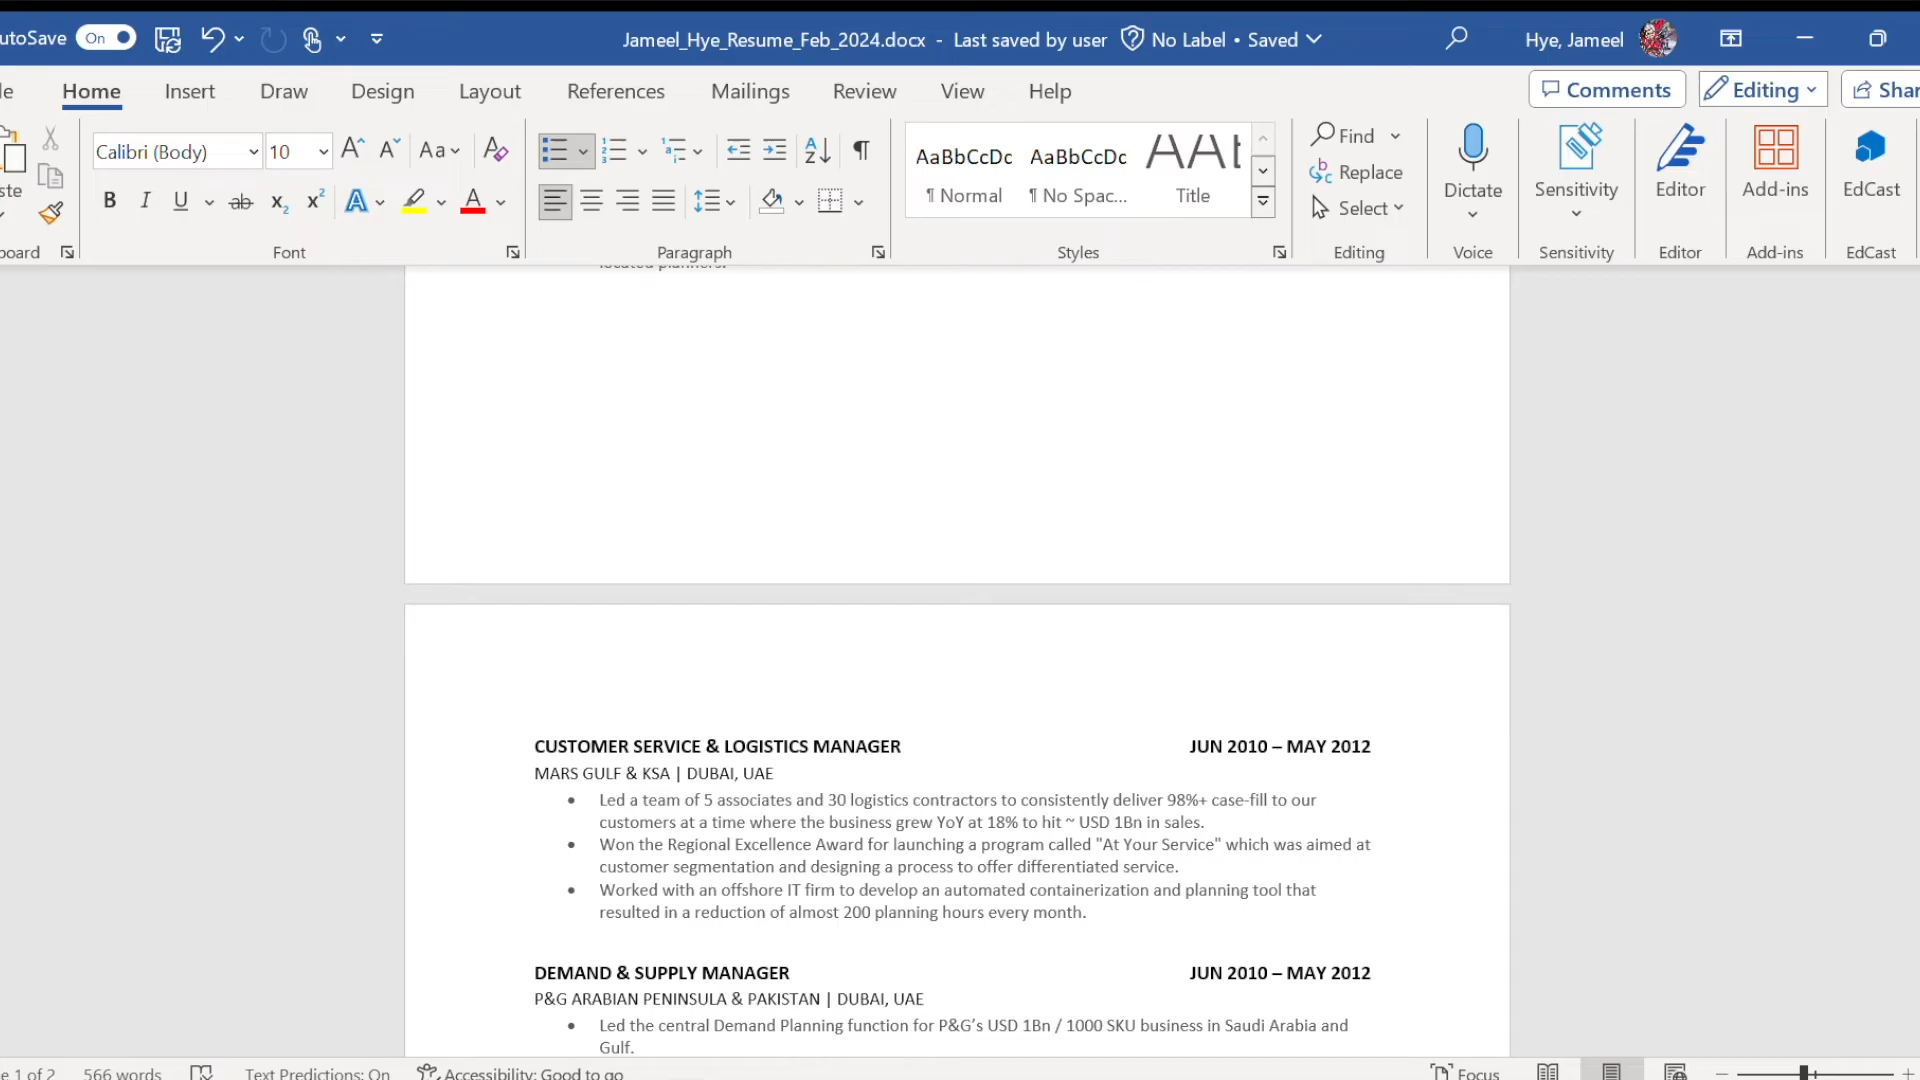 utoSave On Jameel_Hye_Resume_Feb_2024.docx - Last saved by user No Label • Saved Hye, Jameel
le Home Insert Draw Design Layout References Mailings Review View Help Comments Editing Shar
ste Calibri (Body) 10 Aa AaBbCcDc AaBbCcDc AAt Find Replace Select Dictate Sensitivity Editor Add-ins EdCast
¶ Normal ¶ No Spac... Title
board Font Paragraph Styles Editing Voice Sensitivity Editor Add-ins EdCast
located planners.
CUSTOMER SERVICE & LOGISTICS MANAGER JUN 2010 – MAY 2012
MARS GULF & KSA | DUBAI, UAE
• Led a team of 5 associates and 30 logistics contractors to consistently deliver 98%+ case-fill to our
customers at a time where the business grew YoY at 18% to hit ~ USD 1Bn in sales.
• Won the Regional Excellence Award for launching a program called "At Your Service" which was aimed at
customer segmentation and designing a process to offer differentiated service.
• Worked with an offshore IT firm to develop an automated containerization and planning tool that
resulted in a reduction of almost 200 planning hours every month.
DEMAND & SUPPLY MANAGER JUN 2010 – MAY 2012
P&G ARABIAN PENINSULA & PAKISTAN | DUBAI, UAE
• Led the central Demand Planning function for P&G’s USD 1Bn / 1000 SKU business in Saudi Arabia and
Gulf.
e 1 of 2 566 words Text Predictions: On Accessibility: Good to go Focus